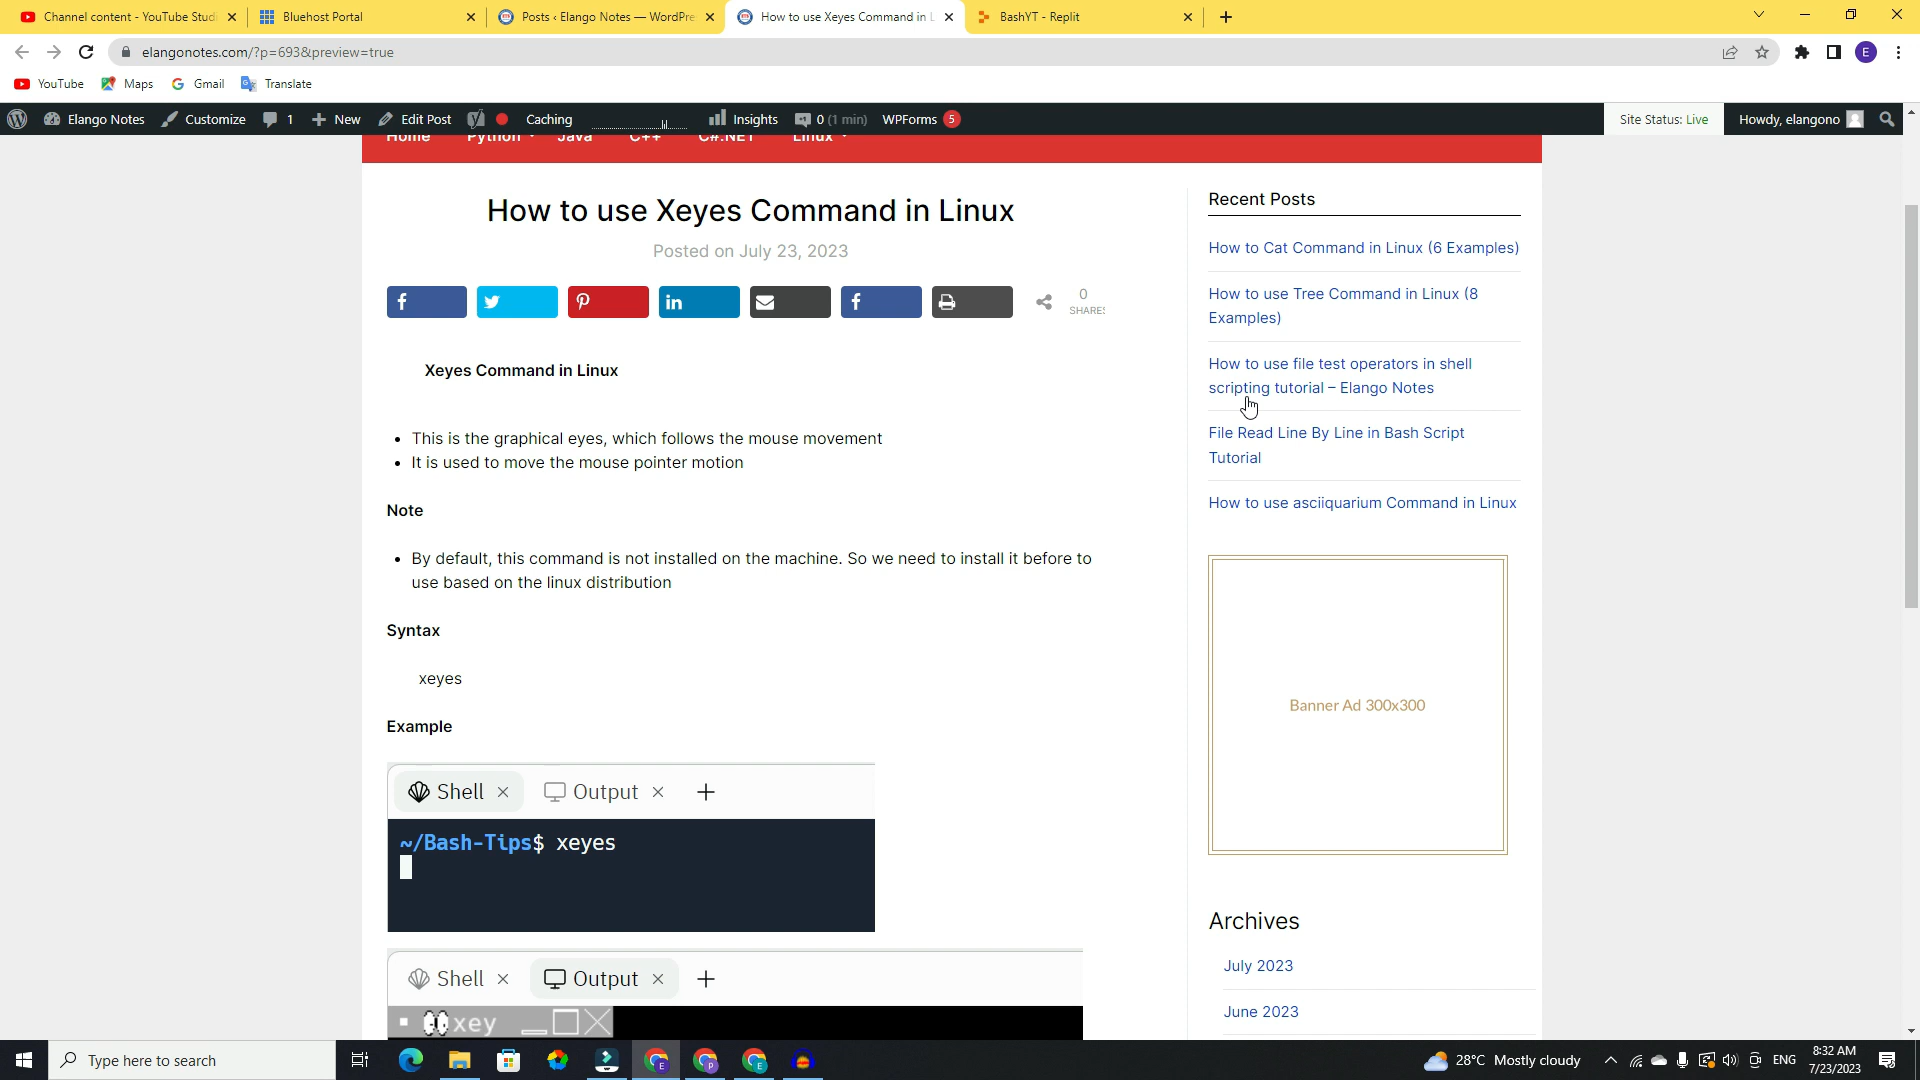 Channel content - YouTube Studi
Bluehost Portal
Posts ‹ Elango Notes — WordPre
How to use Xeyes Command in L
BashYT - Replit
elangonotes.com/?p=693&preview=true
YouTube
Maps
Gmail
Translate
Elango Notes
Customize
1
New
Edit Post
Caching
Insights
0 (1 min)
WPForms 5
Site Status: Live
Howdy, elangono
Home
Python
Java
C++
C#.NET
Linux
How to use Xeyes Command in Linux
Posted on July 23, 2023
0
SHARES
Xeyes Command in Linux
• This is the graphical eyes, which follows the mouse movement
• It is used to move the mouse pointer motion
Note
• By default, this command is not installed on the machine. So we need to install it before to
use based on the linux distribution
Syntax
xeyes
Example
Shell
Output
~/Bash-Tips$ xeyes
Shell
Output
xey
Recent Posts
How to Cat Command in Linux (6 Examples)
How to use Tree Command in Linux (8
Examples)
How to use file test operators in shell
scripting tutorial – Elango Notes
File Read Line By Line in Bash Script
Tutorial
How to use asciiquarium Command in Linux
Banner Ad 300x300
Archives
July 2023
June 2023
Type here to search
28°C Mostly cloudy
ENG
8:32 AM
7/23/2023